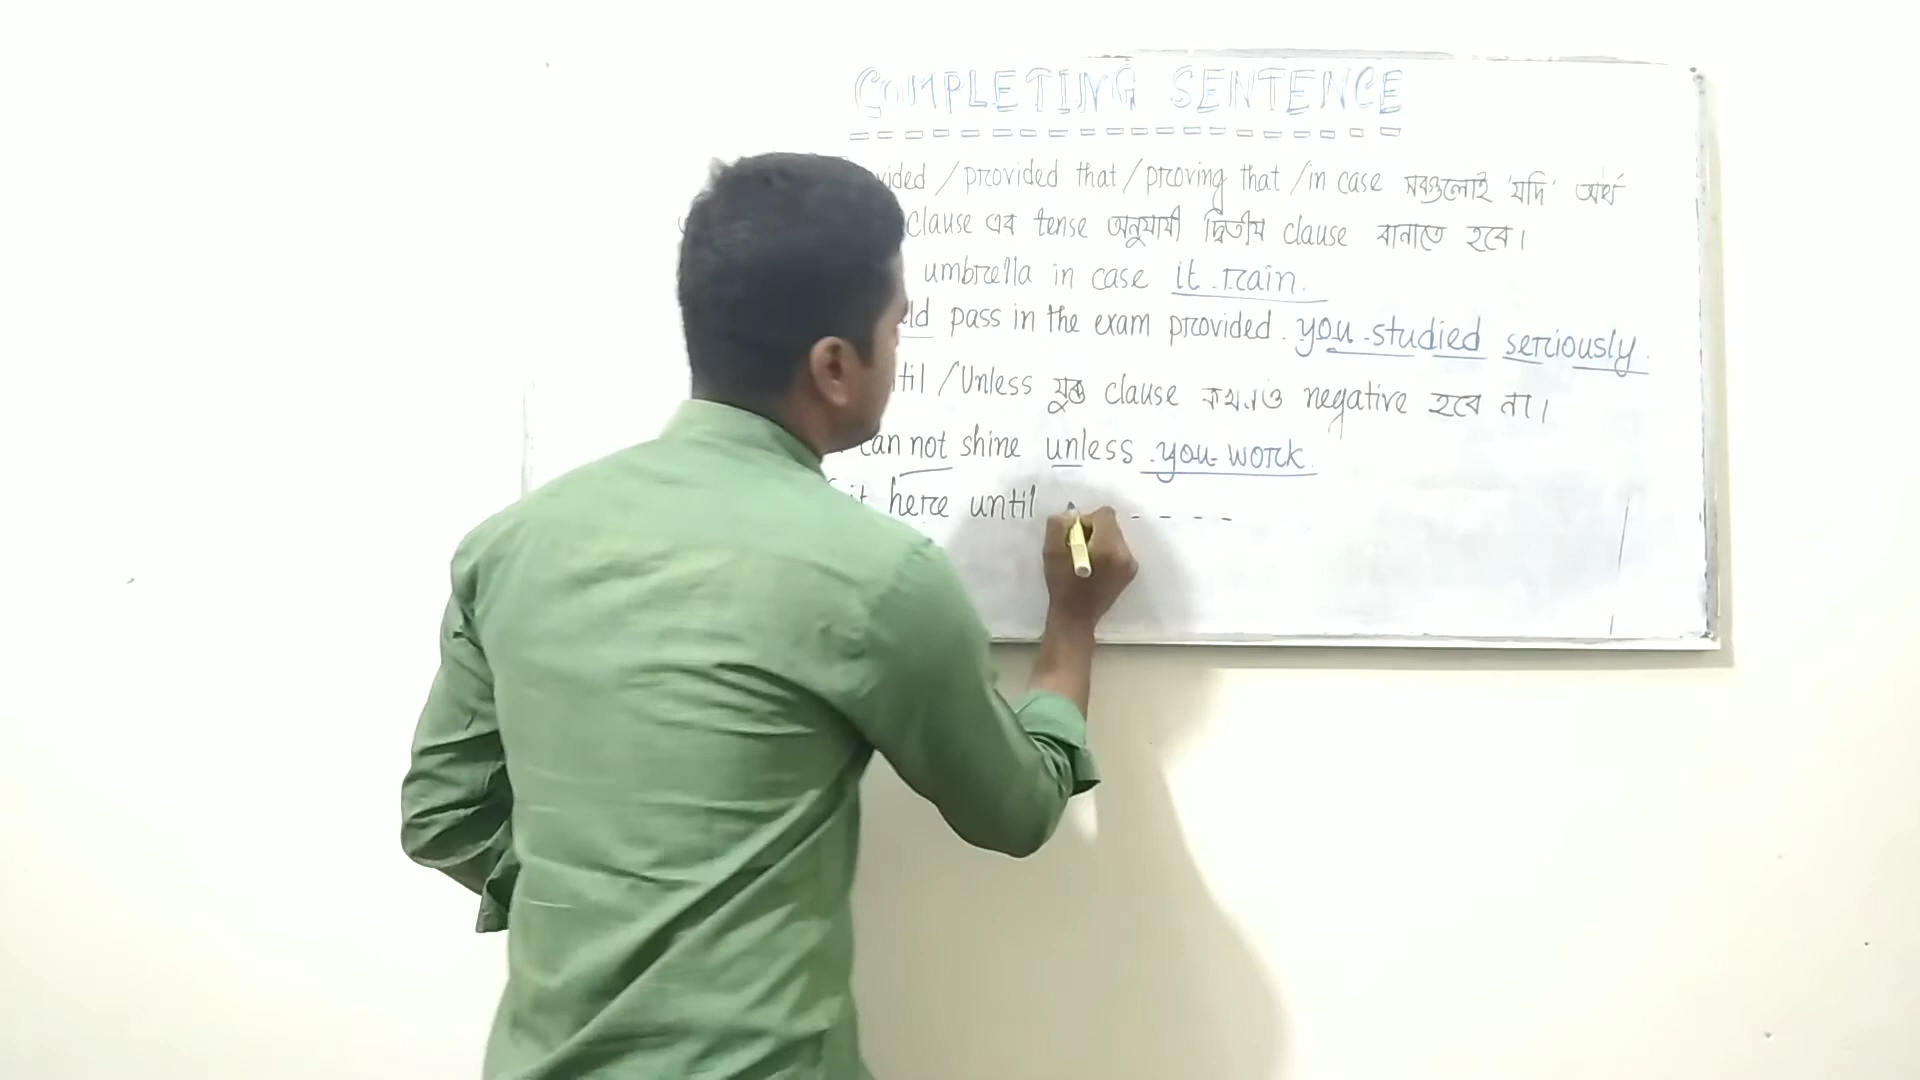 COMPLETING SENTENCE
vided / provided that / proving that / in case সবগুলোই 'যদি' অর্থ
clause এর tense অনুযায়ী দ্বিতীয় clause বানাতে হবে।
umbrella in case it rain.
ld pass in the exam provided you studied seriously.
til / Unless যুক্ত clause কখনও negative হবে না।
can not shine unless you work.
it here until